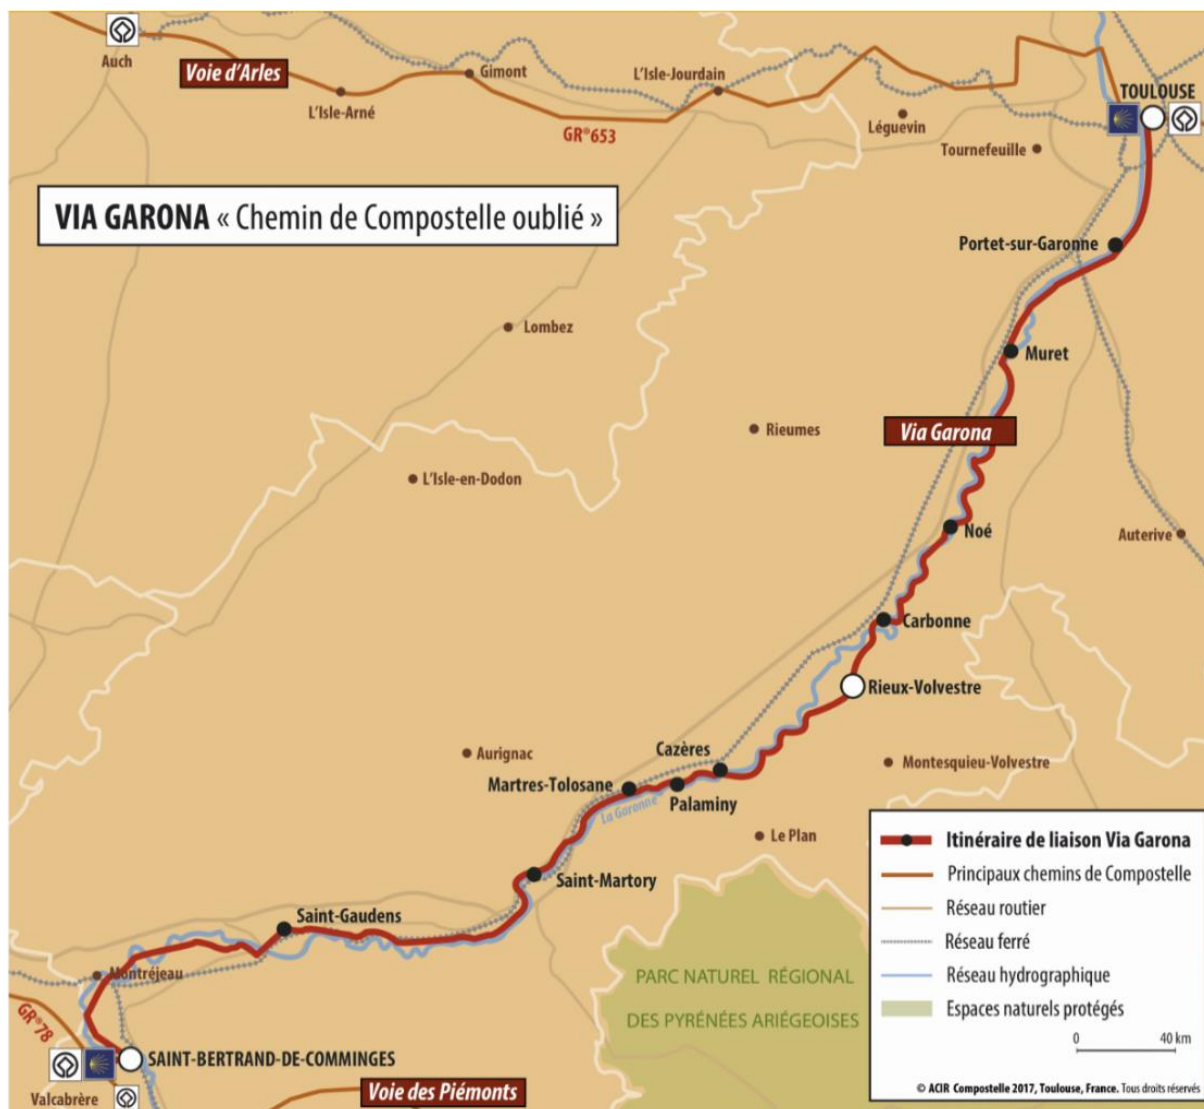 Auch
Voie d'Arles
L'Isle-Arné
Gimont
GR®653
L'Isle-Jourdain
Léguevin
Tournefeuille
TOULOUSE
VIA GARONA « Chemin de Compostelle oublié »
Portet-sur-Garonne
Lombez
Muret
Rieumes
Via Garona
L'Isle-en-Dodon
Noé
Auterive
Carbonne
Rieux-Volvestre
Aurignac
Cazères
Montesquieu-Volvestre
Martres-Tolosane
La Garonne
Palaminy
Le Plan
Saint-Martory
Saint-Gaudens
Montréjeau
GR®78
SAINT-BERTRAND-DE-COMMINGES
Valcabrère
Voie des Piémonts
PARC NATUREL RÉGIONAL
DES PYRÉNÉES ARIÉGEOISES
Itinéraire de liaison Via Garona
Principaux chemins de Compostelle
Réseau routier
Réseau ferré
Réseau hydrographique
Espaces naturels protégés
0 40 km
© ACIR Compostelle 2017, Toulouse, France. Tous droits réservés